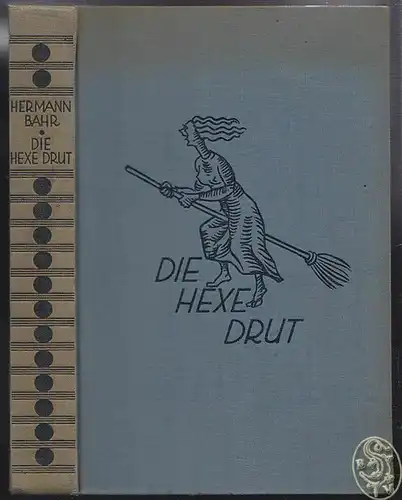 HERMANN
BAHR
DIE
HEXE DRUT
DIE
HEXE
DRUT